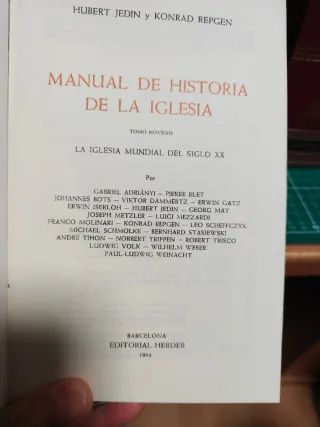 HUBERT JEDIN y KONRAD REPGEN
MANUAL DE HISTORIA
DE LA IGLESIA
TOMO NOVENO
LA IGLESIA MUNDIAL DEL SIGLO XX
Por
GABRIEL ADRIÁNYI – PIERRE BLET
JOHANNES BOTS – VIKTOR DAMMERTZ – ERWIN GATZ
ERWIN ISERLOH – HUBERT JEDIN – GEORG MAY
JOSEPH METZLER – LUIGI MEZZARDI
FRANCO MOLINARI – KONRAD REPGEN – LEO SCHEFFCZYK
MICHAEL SCHMOLKE – BERNHARD STASIEWSKI
ANDRE TIHON – NORBERT TRIPPEN – ROBERT TRISCO
LUDWIG VOLK – WILHELM WEBER
PAUL-LUDWIG WEINACHT
BARCELONA
EDITORIAL HERDER
1984